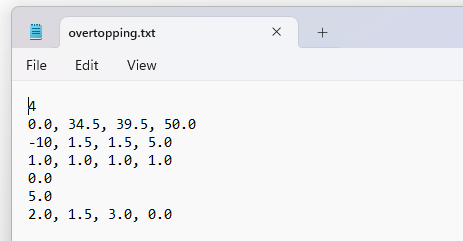 overtopping.txt
File Edit View
4
0.0, 34.5, 39.5, 50.0
-10, 1.5, 1.5, 5.0
1.0, 1.0, 1.0, 1.0
0.0
5.0
2.0, 1.5, 3.0, 0.0